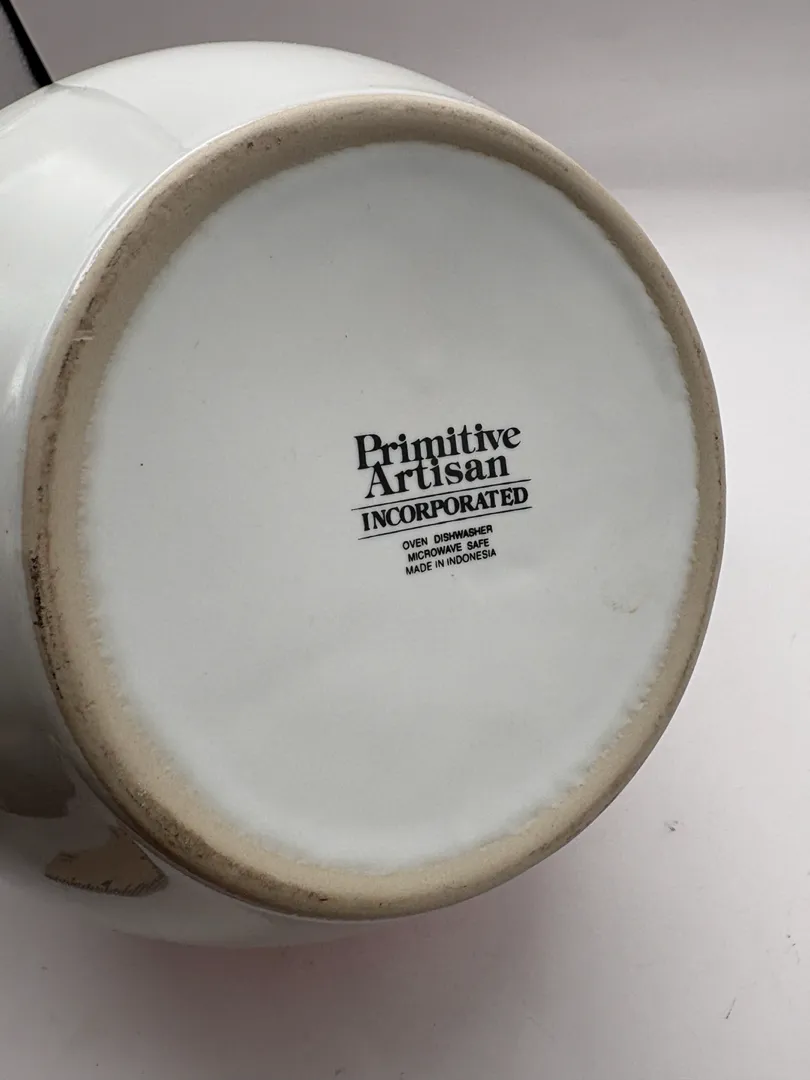 Primitive
Artisan
INCORPORATED
OVEN DISHWASHER
MICROWAVE SAFE
MADE IN INDONESIA